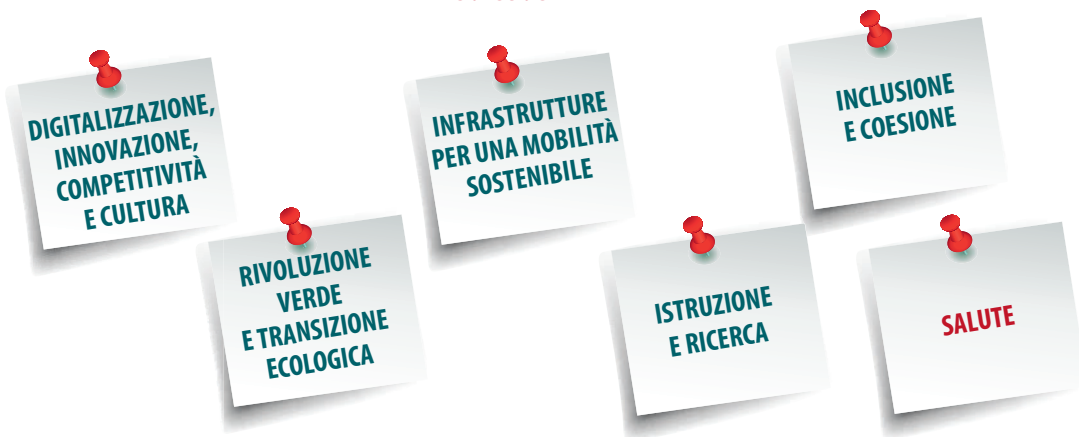 DIGITALIZZAZIONE,
INNOVAZIONE,
COMPETITIVITÀ
E CULTURA
RIVOLUZIONE
VERDE
E TRANSIZIONE
ECOLOGICA
INFRASTRUTTURE
PER UNA MOBILITÀ
SOSTENIBILE
ISTRUZIONE
E RICERCA
INCLUSIONE
E COESIONE
SALUTE